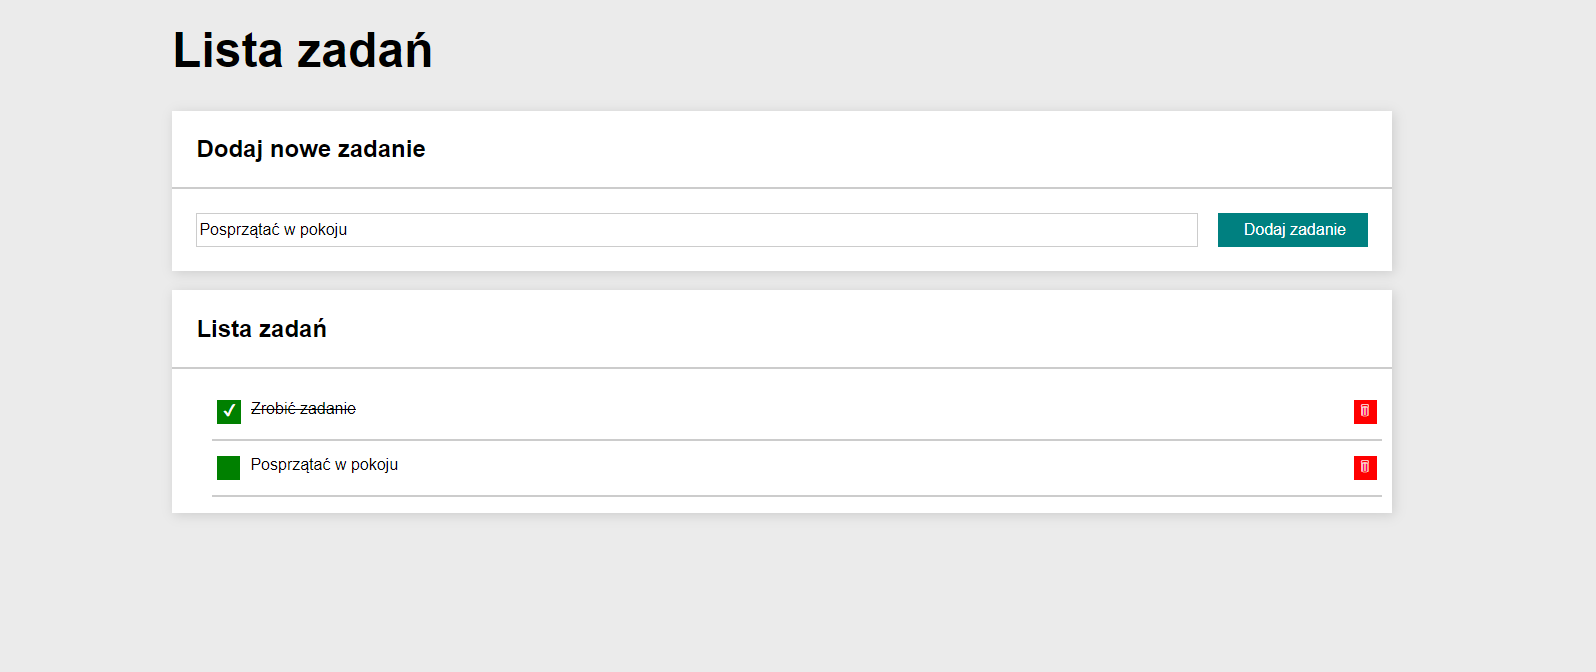 Lista zadań
Dodaj nowe zadanie
Posprzątać w pokoju
Dodaj zadanie
Lista zadań
Zrobić zadanie
Posprzątać w pokoju